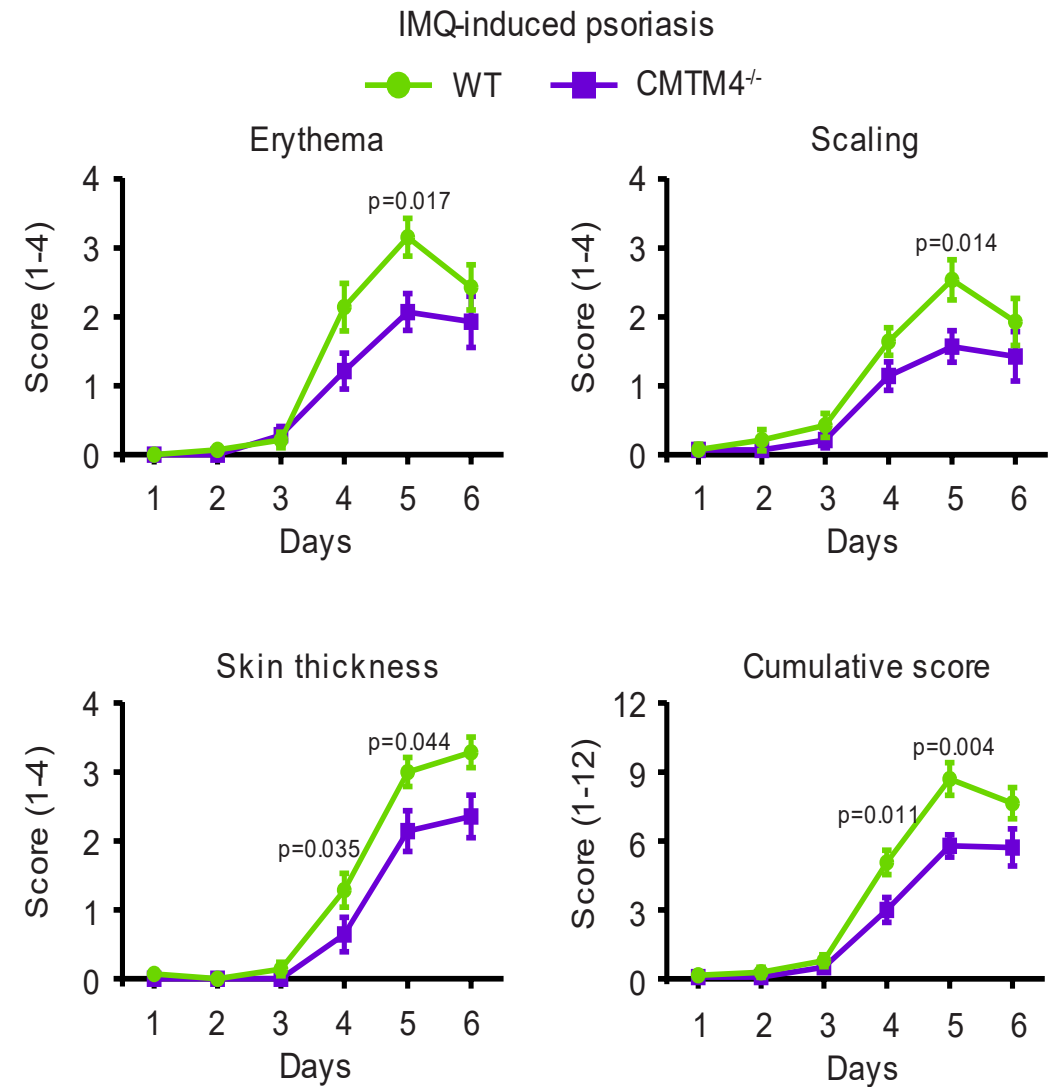 IMQ-induced psoriasis
WT CMTM4-/-
Erythema
Score (1-4)
4
3
2
1
0
p=0.017
1 2 3 4 5 6
Days
Scaling
Score (1-4)
4
3
2
1
0
p=0.014
1 2 3 4 5 6
Days
Skin thickness
Score (1-4)
4
3
2
1
0
p=0.035
p=0.044
1 2 3 4 5 6
Days
Cumulative score
Score (1-12)
12
9
6
3
0
p=0.011
p=0.004
1 2 3 4 5 6
Days